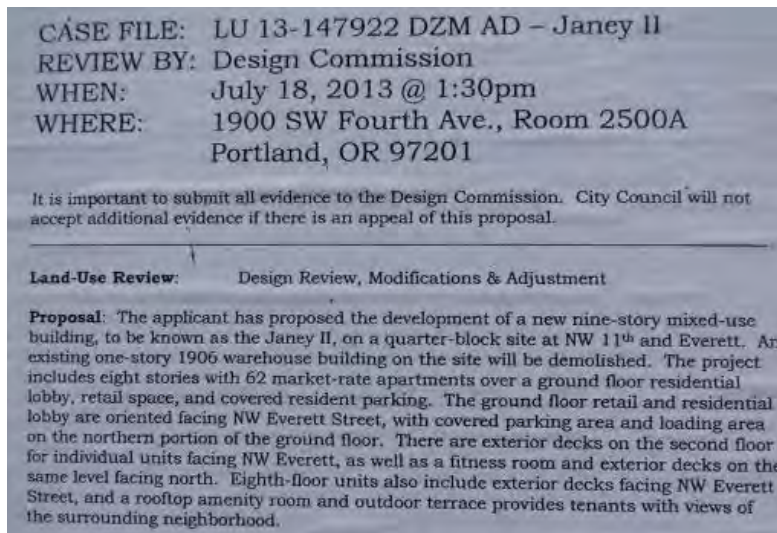 CASE FILE: LU 13-147922 DZM AD – Janey II
REVIEW BY: Design Commission
WHEN: July 18, 2013 @ 1:30pm
WHERE: 1900 SW Fourth Ave., Room 2500A
Portland, OR 97201
It is important to submit all evidence to the Design Commission. City Council will not
accept additional evidence if there is an appeal of this proposal.
Land-Use Review: Design Review, Modifications & Adjustment
Proposal: The applicant has proposed the development of a new nine-story mixed-use
building, to be known as the Janey II, on a quarter-block site at NW 11th and Everett. An
existing one-story 1906 warehouse building on the site will be demolished. The project
includes eight stories with 62 market-rate apartments over a ground floor residential
lobby, retail space, and covered resident parking. The ground floor retail and residential
lobby are oriented facing NW Everett Street, with covered parking area and loading area
on the northern portion of the ground floor. There are exterior decks on the second floor
for individual units facing NW Everett, as well as a fitness room and exterior decks on the
same level facing north. Eighth-floor units also include exterior decks facing NW Everett
Street, and a rooftop amenity room and outdoor terrace provides tenants with views of
the surrounding neighborhood.